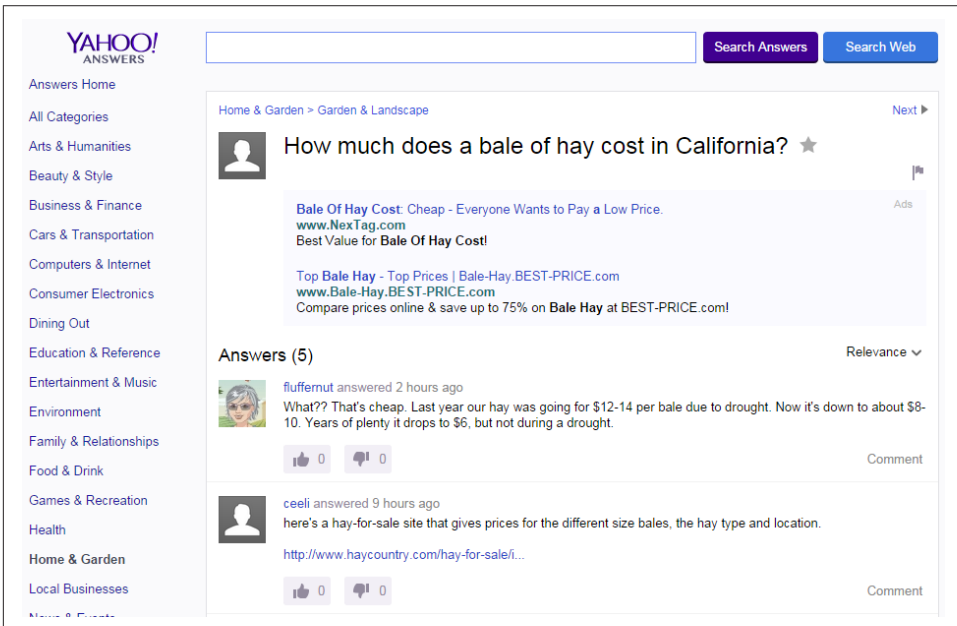 YAHOO!
ANSWERS
Search Answers
Search Web
Answers Home
All Categories
Arts & Humanities
Beauty & Style
Business & Finance
Cars & Transportation
Computers & Internet
Consumer Electronics
Dining Out
Education & Reference
Entertainment & Music
Environment
Family & Relationships
Food & Drink
Games & Recreation
Health
Home & Garden
Local Businesses
News & Events
Home & Garden > Garden & Landscape
Next
How much does a bale of hay cost in California?
Ads
Bale Of Hay Cost: Cheap - Everyone Wants to Pay a Low Price.
www.NexTag.com
Best Value for Bale Of Hay Cost!
Top Bale Hay - Top Prices | Bale-Hay.BEST-PRICE.com
www.Bale-Hay.BEST-PRICE.com
Compare prices online & save up to 75% on Bale Hay at BEST-PRICE.com!
Answers (5)
Relevance
fluffernut answered 2 hours ago
What?? That's cheap. Last year our hay was going for $12-14 per bale due to drought. Now it's down to about $8-
10. Years of plenty it drops to $6, but not during a drought.
0
0
Comment
ceeli answered 9 hours ago
here's a hay-for-sale site that gives prices for the different size bales, the hay type and location.
http://www.haycountry.com/hay-for-sale/i...
0
0
Comment